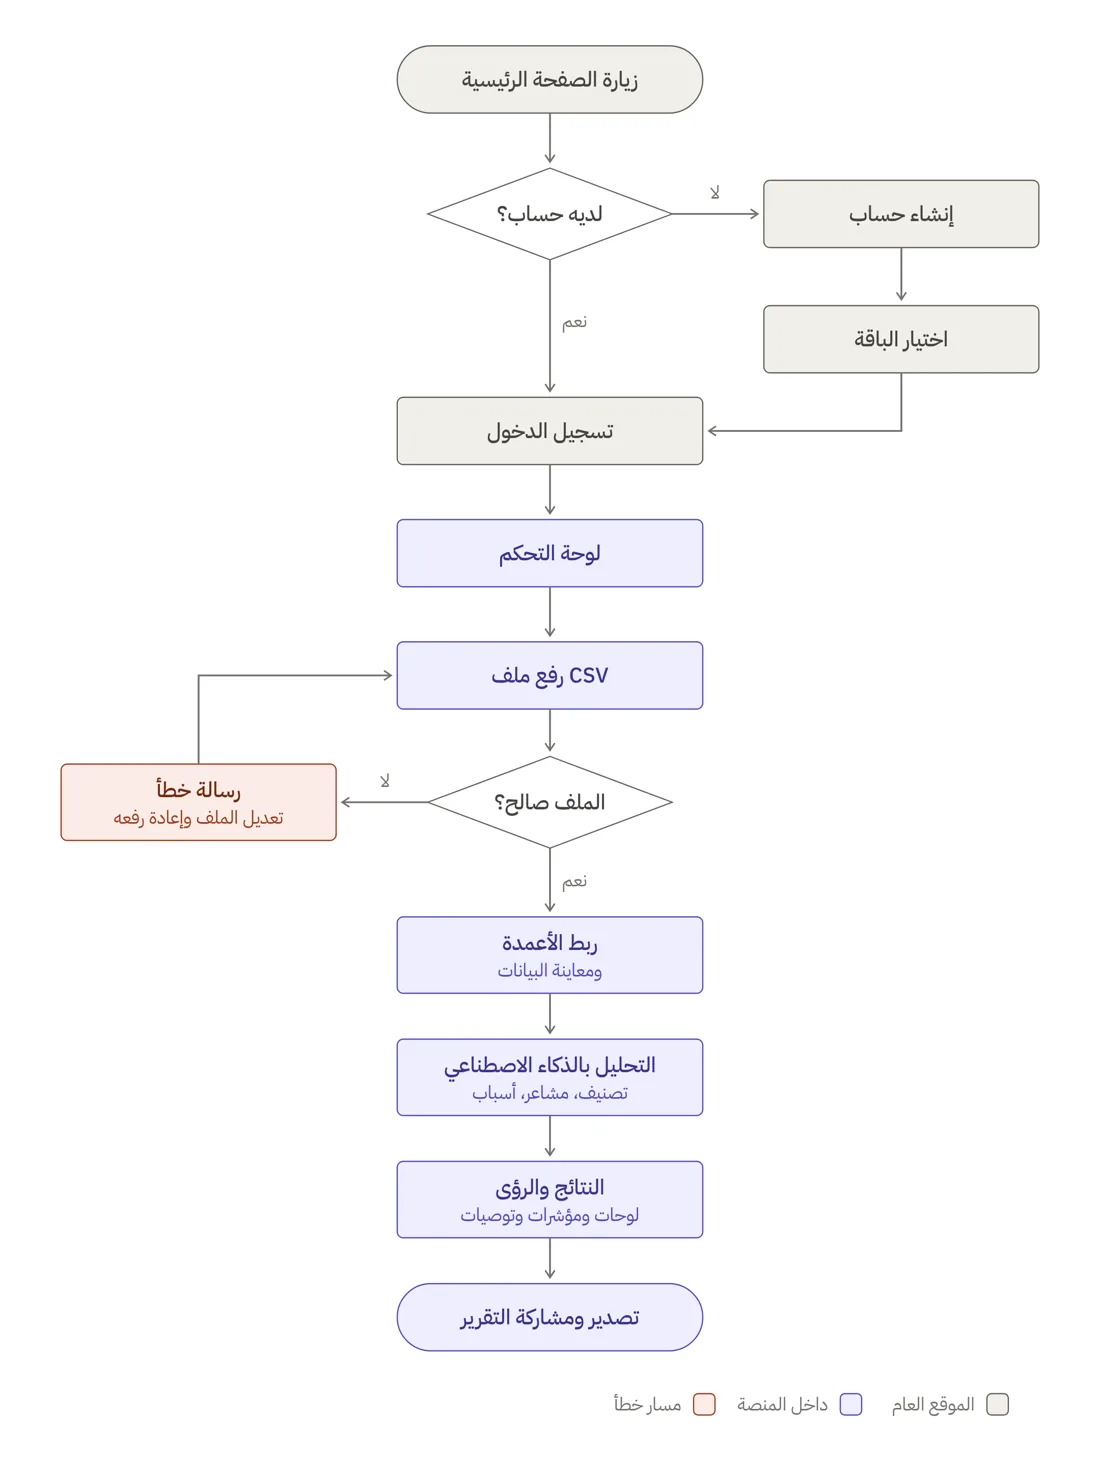 زيارة الصفحة الرئيسية
لديه حساب؟
لا
إنشاء حساب
نعم
اختيار الباقة
تسجيل الدخول
لوحة التحكم
رفع ملف CSV
الملف صالح؟
لا
رسالة خطأ
تعديل الملف وإعادة رفعه
نعم
ربط الأعمدة
ومعاينة البيانات
التحليل بالذكاء الاصطناعي
تصنيف، مشاعر، أسباب
النتائج والرؤى
لوحات ومؤشرات وتوصيات
تصدير ومشاركة التقرير
الموقع العام
داخل المنصة
مسار خطأ